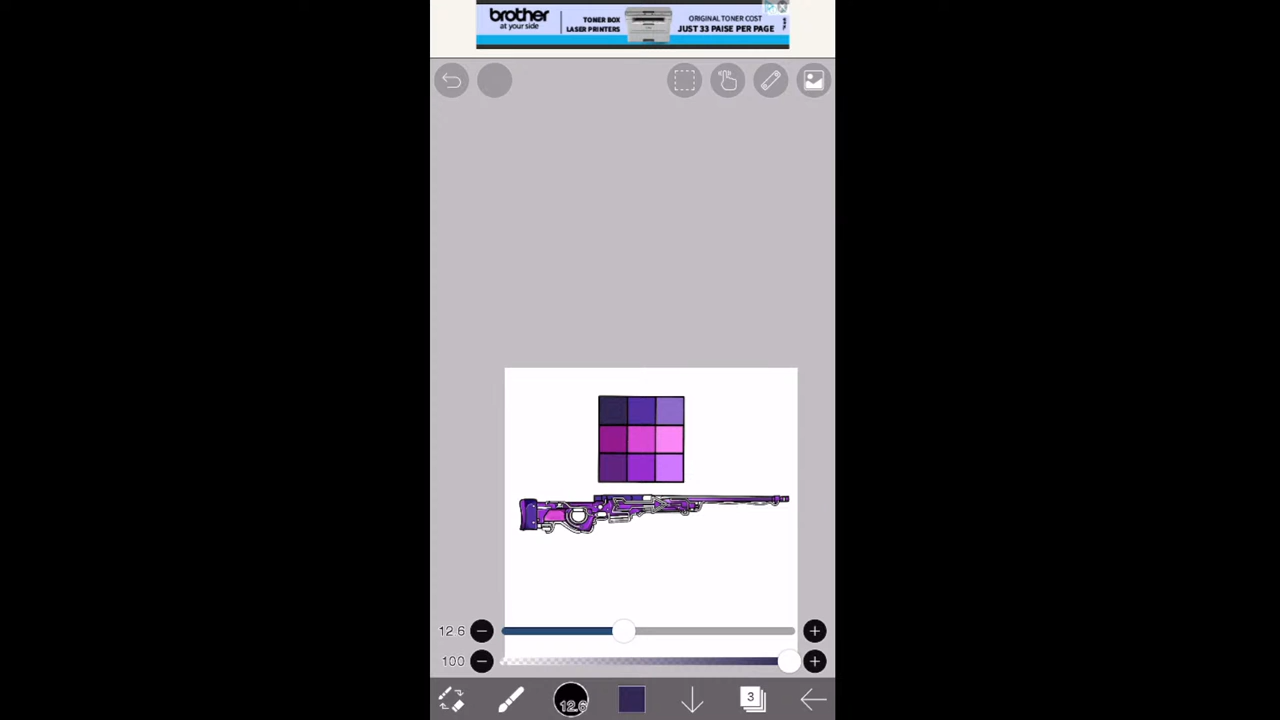 brother
at your side
TONER BOX
LASER PRINTERS
ORIGINAL TONER COST
JUST 33 PAISE PER PAGE
12.6
100
12.6
3